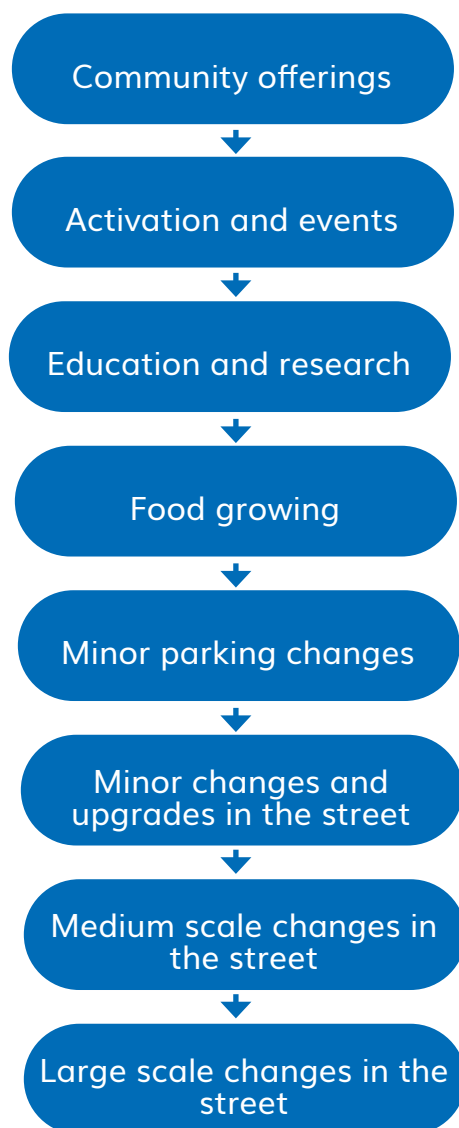 Community offerings
Activation and events
Education and research
Food growing
Minor parking changes
Minor changes and
upgrades in the street
Medium scale changes in
the street
Large scale changes in the
street